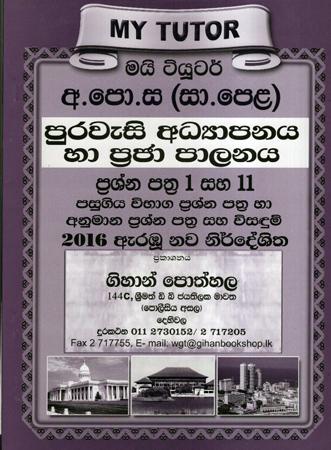 MY TUTOR
මයි ටියුටර්
අ.පො.ස (සා.පෙළ)
පුරවැසි අධ්‍යාපනය
හා ප්‍රජා පාලනය
ප්‍රශ්න පත්‍ර 1 සහ 11
පසුගිය විභාග ප්‍රශ්න පත්‍ර හා
අනුමාන ප්‍රශ්න පත්‍ර සහ විසඳුම්
2016 ඇරඹූ නව නිර්දේශිත
ප්‍රකාශනය
ගිහාන් පොත්හල
144C, ශ්‍රීමත් ඩී බී ජයතිලක මාවත
(පොලීසිය අසල)
දෙහිවල
දුරකථන 011 2730152/ 2 717205
Fax 2 717755, E- mail: wgt@gihanbookshop.lk